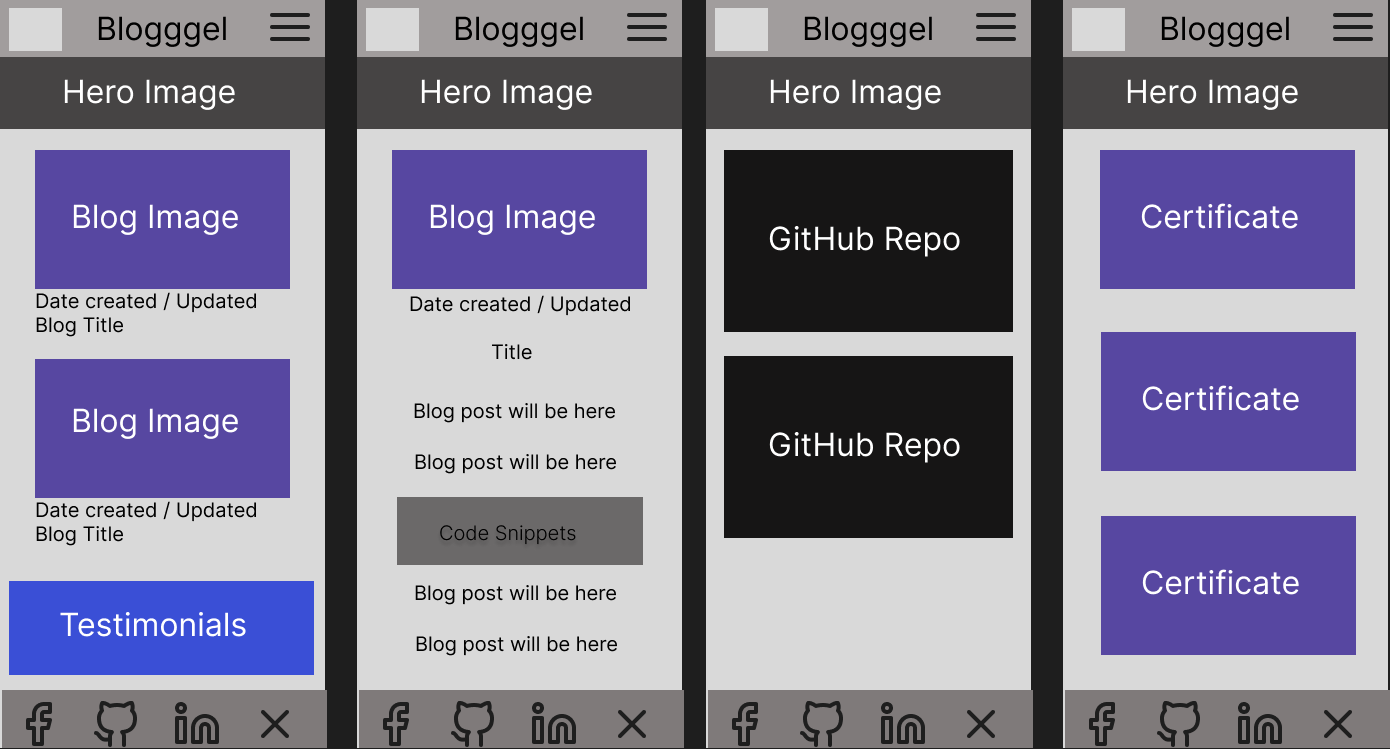 Blogggel
Hero Image
Blog Image
Date created / Updated
Blog Title
Blog Image
Date created / Updated
Blog Title
Testimonials
Blogggel
Hero Image
Blog Image
Date created / Updated
Title
Blog post will be here
Blog post will be here
Code Snippets
Blog post will be here
Blog post will be here
Blogggel
Hero Image
GitHub Repo
GitHub Repo
Blogggel
Hero Image
Certificate
Certificate
Certificate